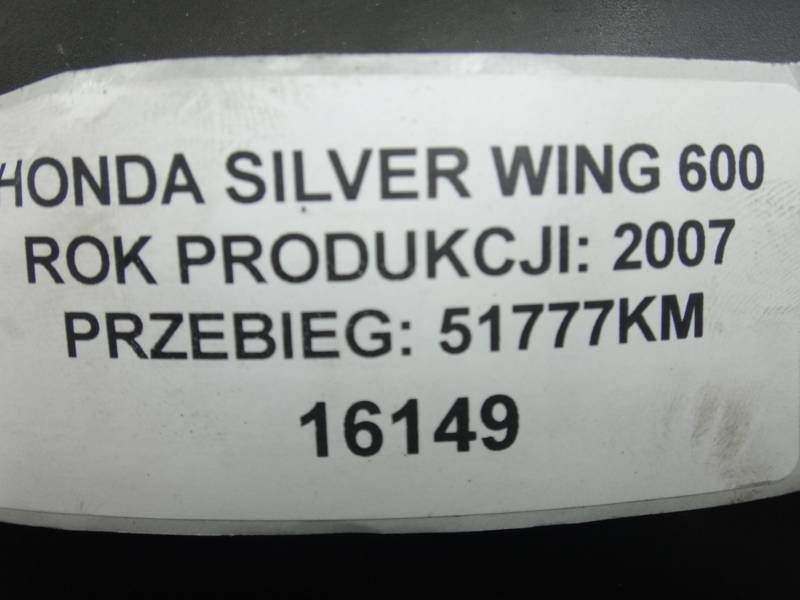 HONDA SILVER WING 600
ROK PRODUKCJI: 2007
PRZEBIEG: 51777KM
16149